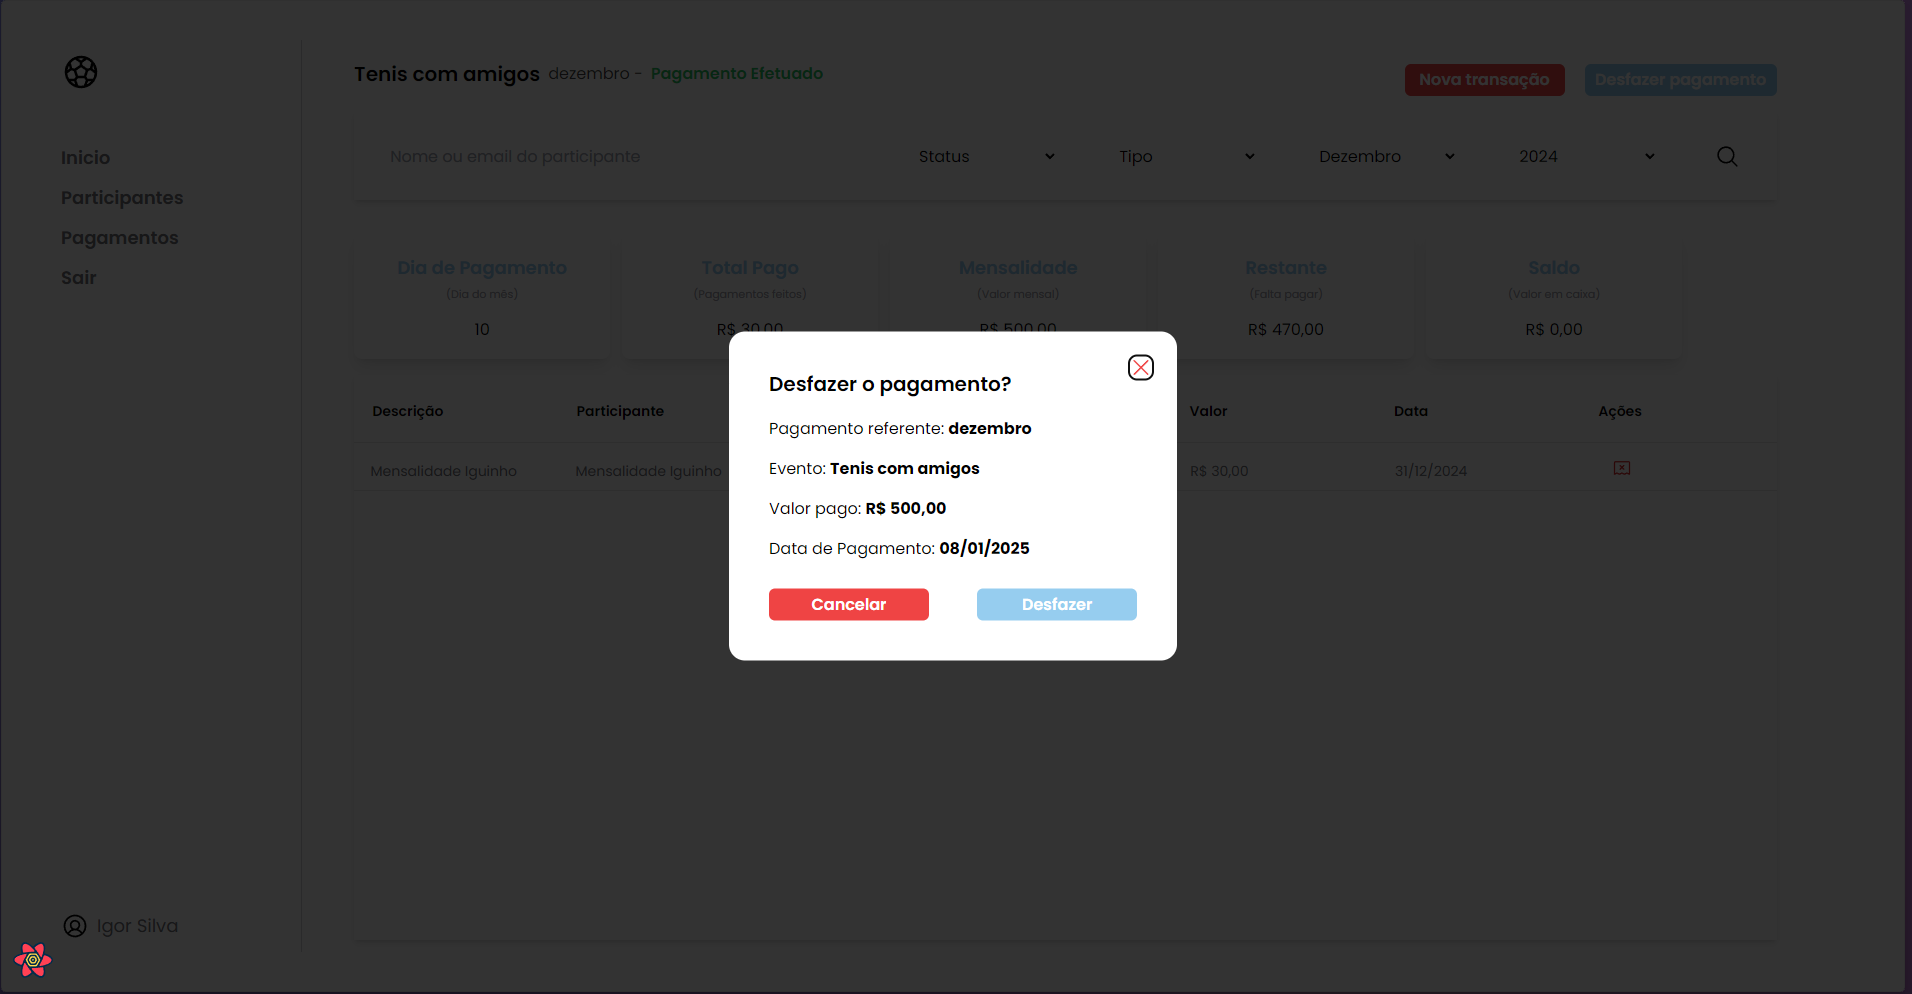 Tenis com amigos dezembro - Pagamento Efetuado
Nova transação
Desfazer pagamento
Inicio
Participantes
Pagamentos
Sair
Nome ou email do participante
Status
Tipo
Dezembro
2024
Dia de Pagamento
(Dia do mês)
10
Total Pago
(Pagamentos feitos)
R$ 30,00
Mensalidade
(Valor mensal)
R$ 500,00
Restante
(Falta pagar)
R$ 470,00
Saldo
(Valor em caixa)
R$ 0,00
Descrição
Participante
Valor
Data
Ações
Mensalidade Iguinho
Mensalidade Iguinho
R$ 30,00
31/12/2024
Desfazer o pagamento?
Pagamento referente: dezembro
Evento: Tenis com amigos
Valor pago: R$ 500,00
Data de Pagamento: 08/01/2025
Cancelar
Desfazer
Igor Silva